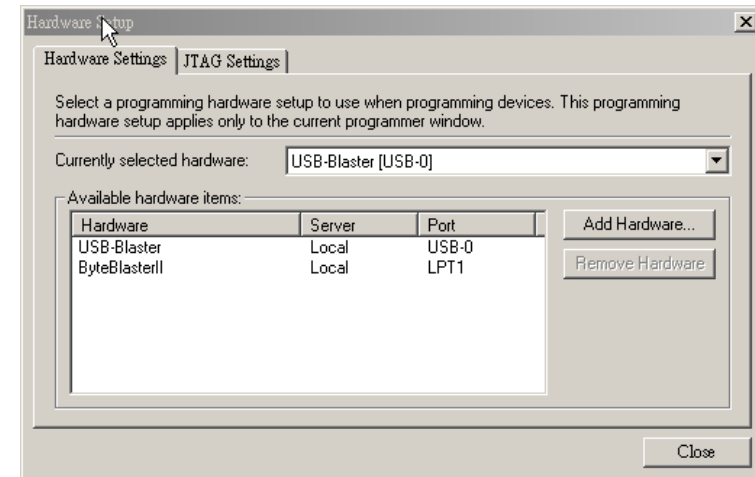 Hardware Setup
Hardware Settings JTAG Settings
Select a programming hardware setup to use when programming devices. This programming
hardware setup applies only to the current programmer window.
Currently selected hardware: USB-Blaster [USB-0]
Available hardware items:
Hardware Server Port Add Hardware...
USB-Blaster Local USB-0
ByteBlasterII Local LPT1 Remove Hardware
Close